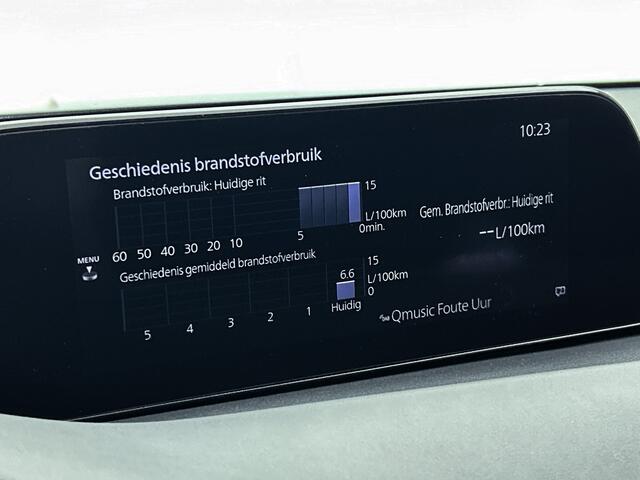 10:23
Geschiedenis brandstofverbruik
Brandstofverbruik: Huidige rit
15
L/100km
60 50 40 30 20 10 5 0min.
Gem. Brandstofverbr.: Huidige rit
--L/100km
MENU
Geschiedenis gemiddeld brandstofverbruik
6.6
15
L/100km
0
5 4 3 2 1 Huidig
Qmusic Foute Uur